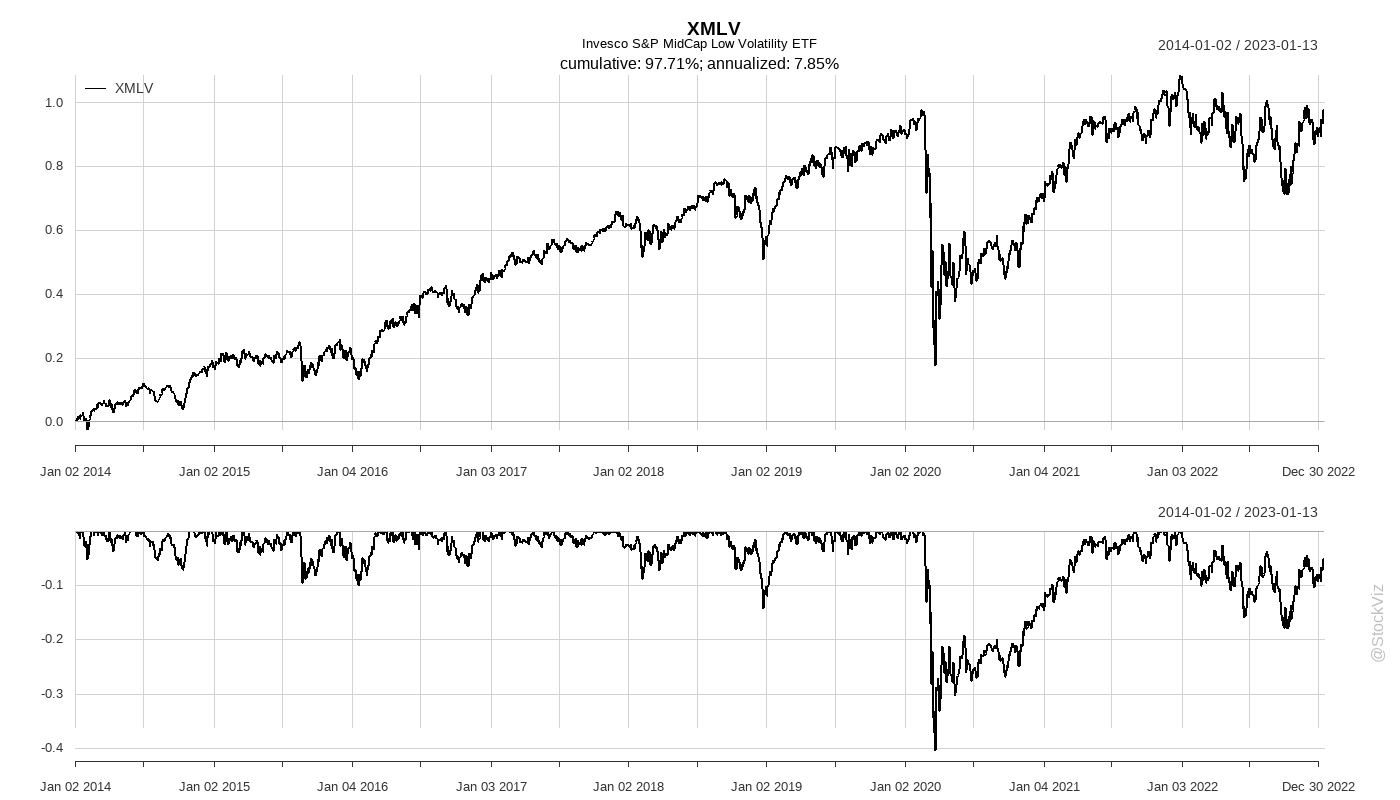 XMLV
Invesco S&P MidCap Low Volatility ETF
cumulative: 97.71%; annualized: 7.85%
2014-01-02 / 2023-01-13
XMLV
1.0
0.8
0.6
0.4
0.2
0.0
Jan 02 2014 Jan 02 2015 Jan 04 2016 Jan 03 2017 Jan 02 2018 Jan 02 2019 Jan 02 2020 Jan 04 2021 Jan 03 2022 Dec 30 2022
2014-01-02 / 2023-01-13
-0.1
-0.2
-0.3
-0.4
Jan 02 2014 Jan 02 2015 Jan 04 2016 Jan 03 2017 Jan 02 2018 Jan 02 2019 Jan 02 2020 Jan 04 2021 Jan 03 2022 Dec 30 2022
@StockViz